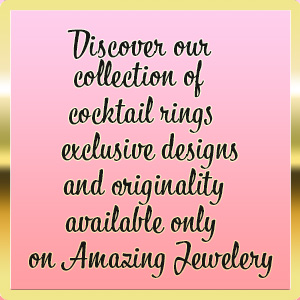 Discover our
collection of
cocktail rings
exclusive designs
and originality
available only
on Amazing Jewelery